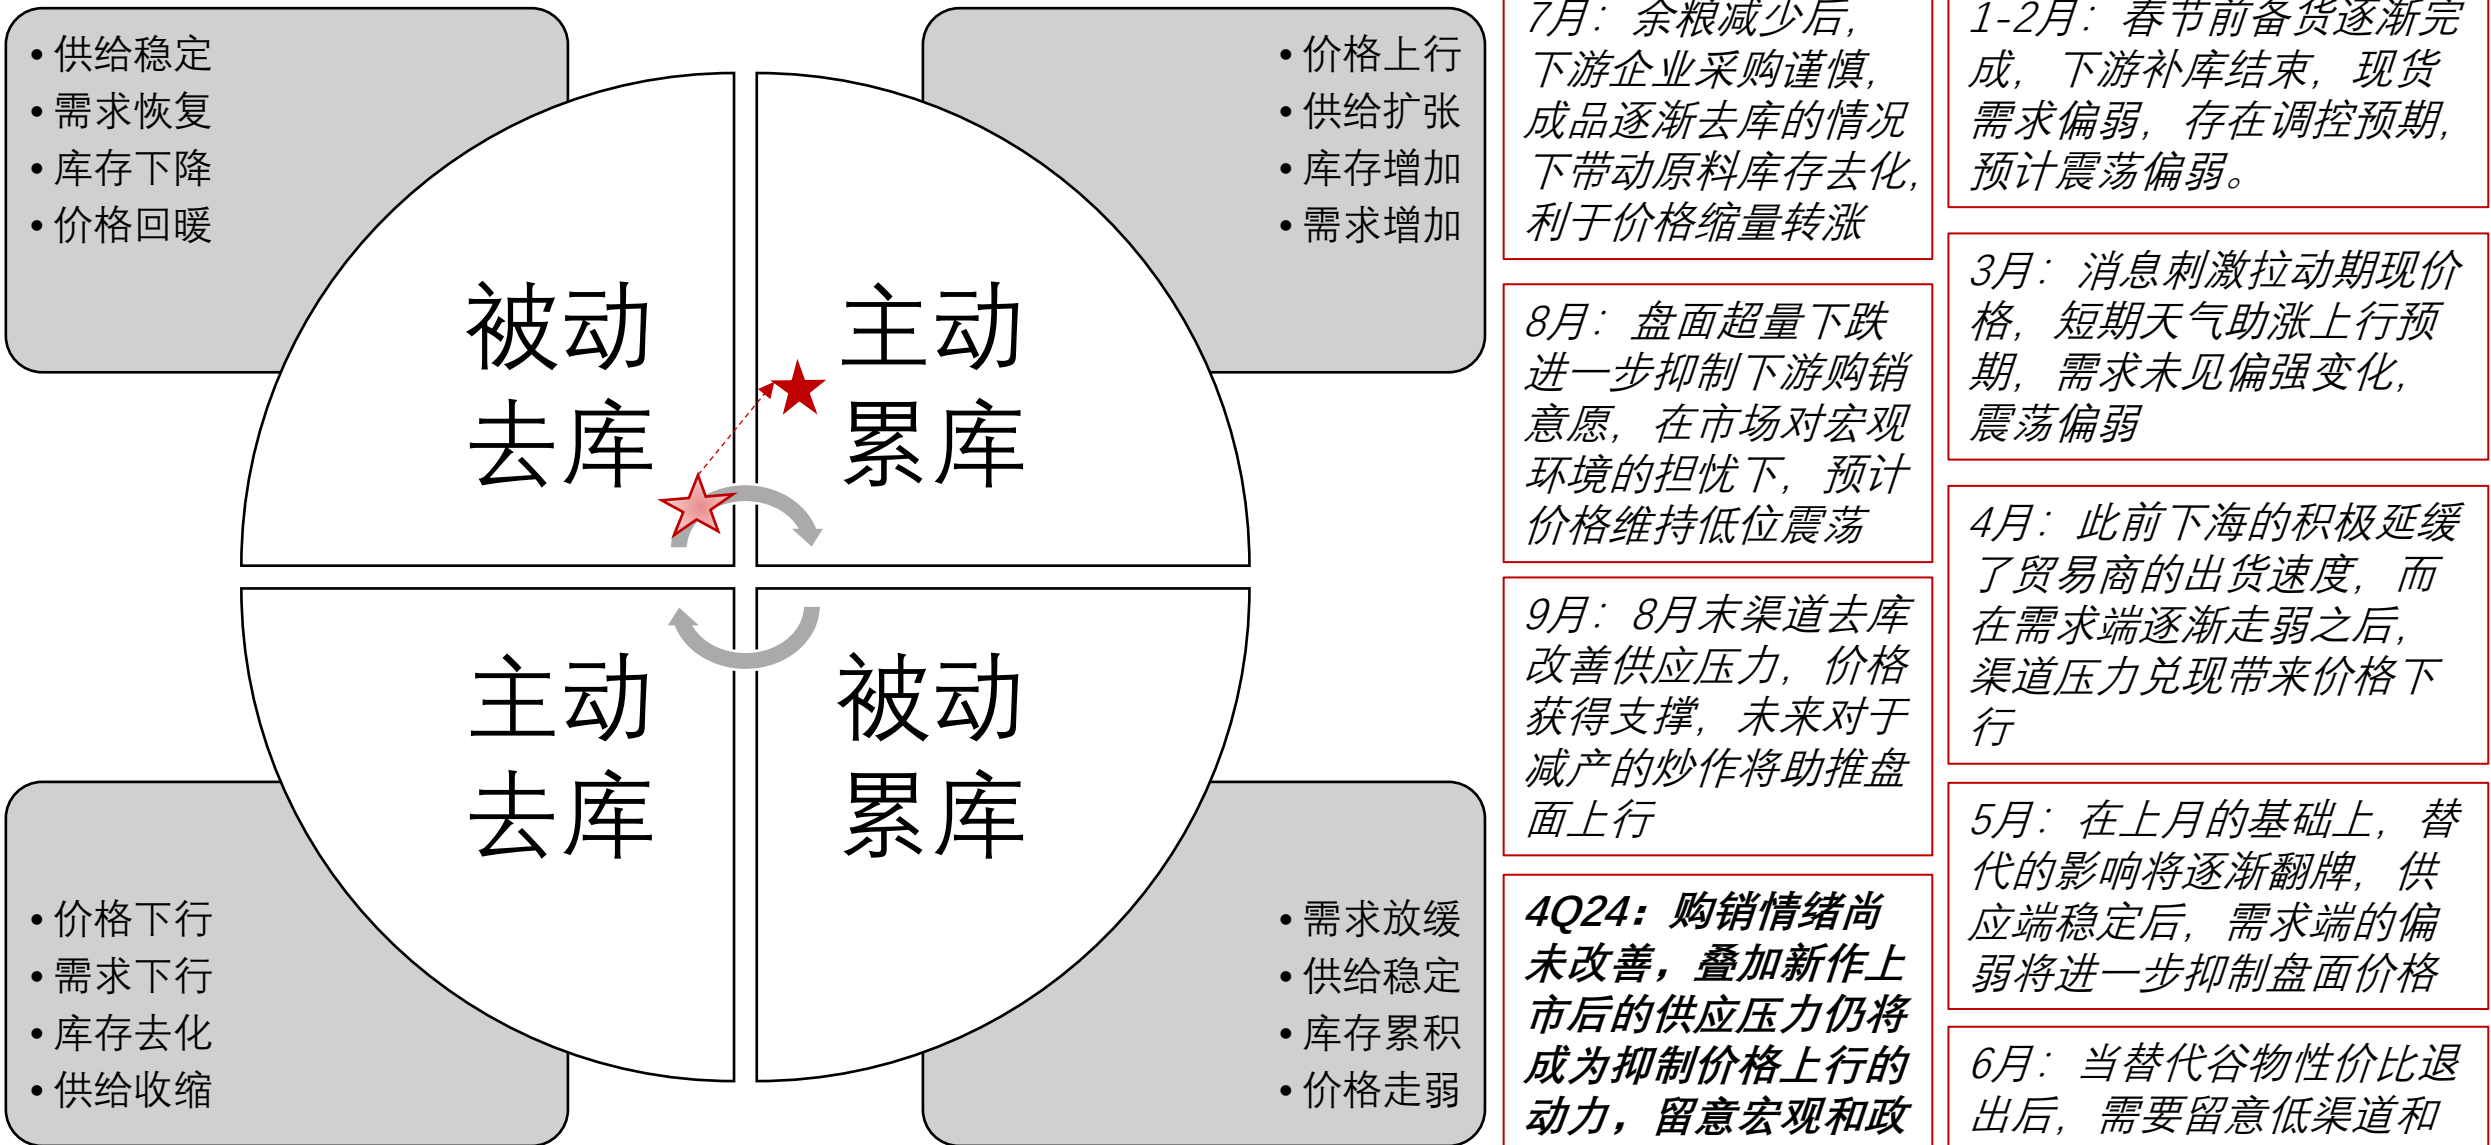 • 供给稳定
• 需求恢复
• 库存下降
• 价格回暖
• 价格上行
• 供给扩张
• 库存增加
• 需求增加
被动
去库
主动
累库
主动
去库
被动
累库
• 价格下行
• 需求下行
• 库存去化
• 供给收缩
• 需求放缓
• 供给稳定
• 库存累积
• 价格走弱
7月：余粮减少后，
下游企业采购谨慎，
成品逐渐去库的情况
下带动原料库存去化，
利于价格缩量转涨
8月：盘面超量下跌
进一步抑制下游购销
意愿，在市场对宏观
环境的担忧下，预计
价格维持低位震荡
9月：8月末渠道去库
改善供应压力，价格
获得支撑，未来对于
减产的炒作将助推盘
面上行
4Q24：购销情绪尚
未改善，叠加新作上
市后的供应压力仍将
成为抑制价格上行的
动力，留意宏观和政
1-2月：春节前备货逐渐完
成，下游补库结束，现货
需求偏弱，存在调控预期，
预计震荡偏弱。
3月：消息刺激拉动期现价
格，短期天气助涨上行预
期，需求未见偏强变化，
震荡偏弱
4月：此前下海的积极延缓
了贸易商的出货速度，而
在需求端逐渐走弱之后，
渠道压力兑现带来价格下
行
5月：在上月的基础上，替
代的影响将逐渐翻牌，供
应端稳定后，需求端的偏
弱将进一步抑制盘面价格
6月：当替代谷物性价比退
出后，需要留意低渠道和